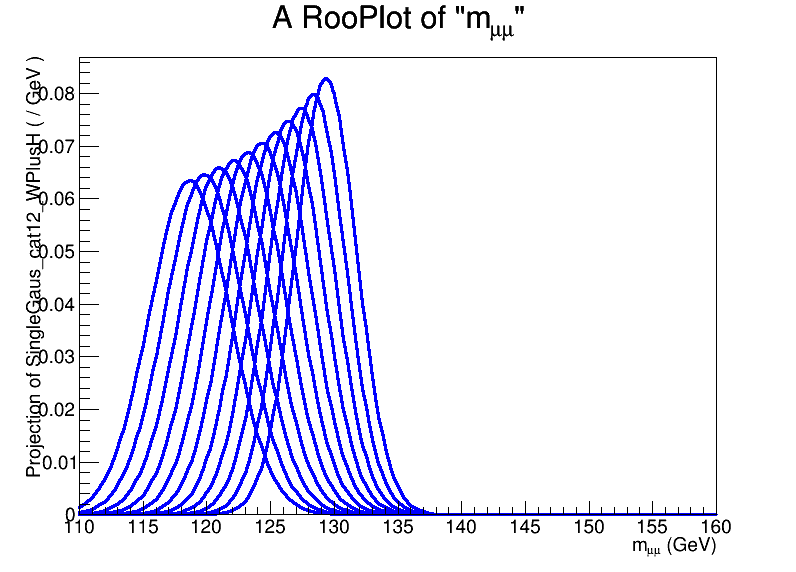 A RooPlot of "mμμ"
Projection of SingleGaus_cat12_WPlusH ( / GeV )
0.08
0.07
0.06
0.05
0.04
0.03
0.02
0.01
0
110 115 120 125 130 135 140 145 150 155 160
mμμ (GeV)